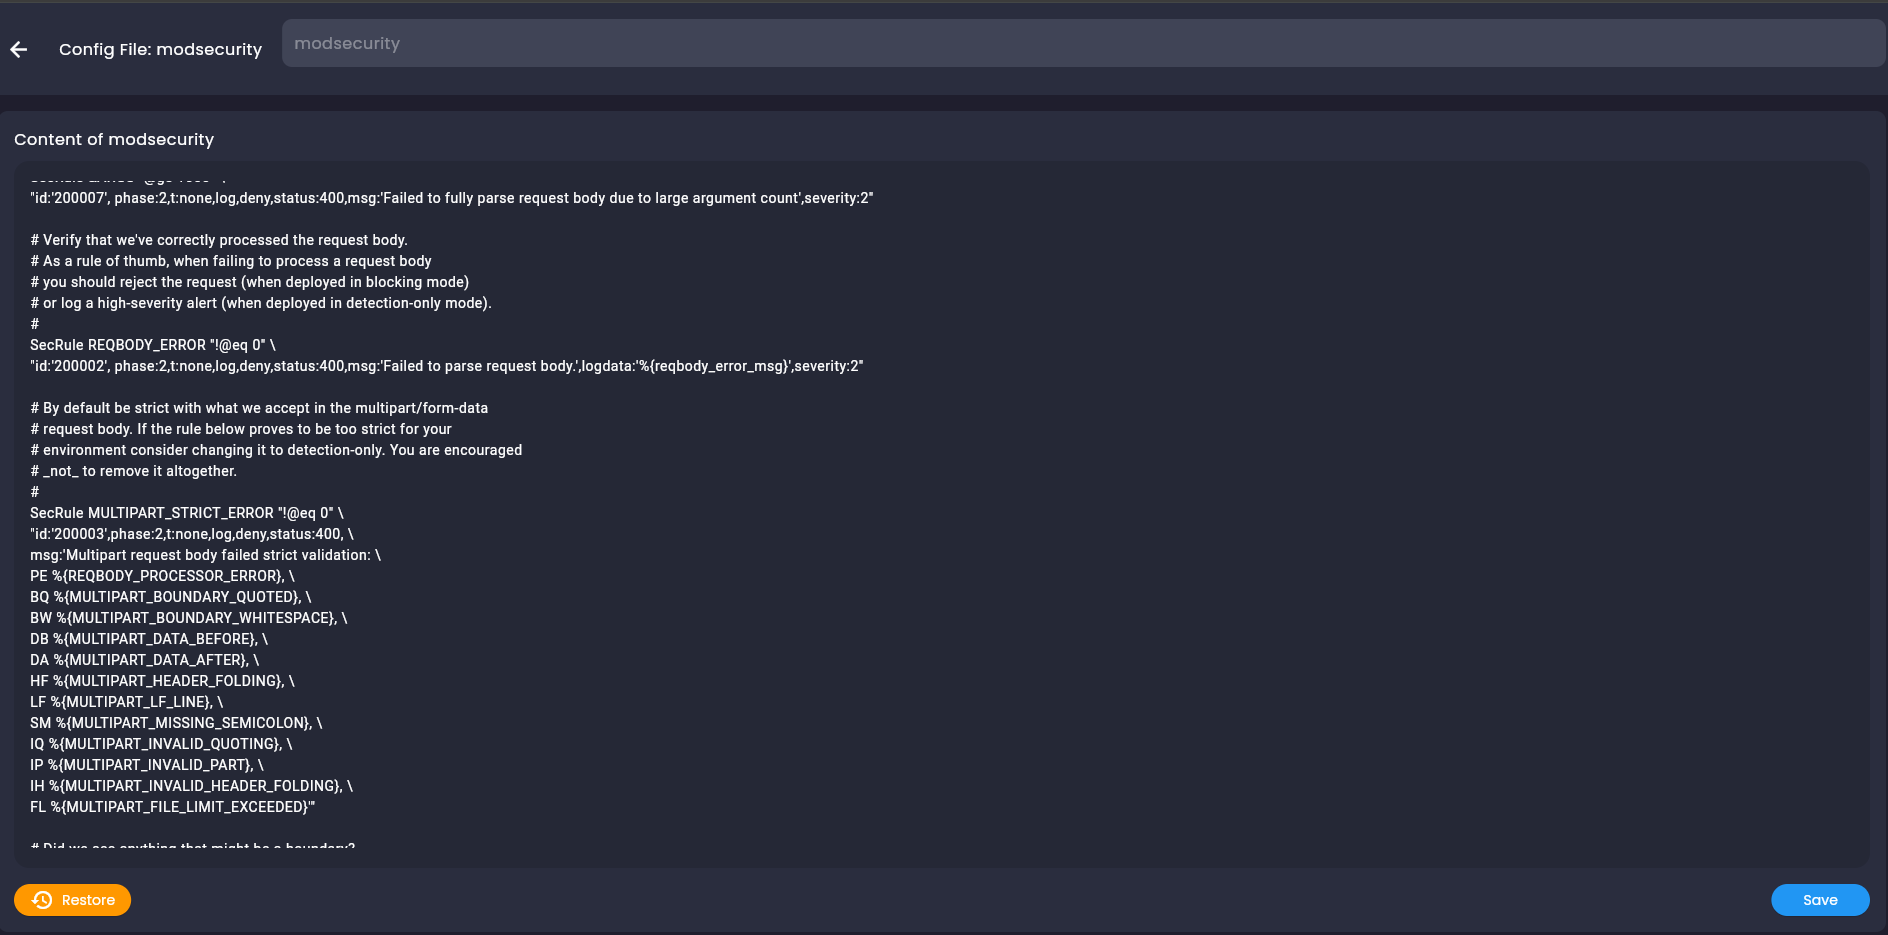 Config File: modsecurity
modsecurity
Content of modsecurity
"id:'200007', phase:2,t:none,log,deny,status:400,msg:'Failed to fully parse request body due to large argument count',severity:2"
# Verify that we've correctly processed the request body.
# As a rule of thumb, when failing to process a request body
# you should reject the request (when deployed in blocking mode)
# or log a high-severity alert (when deployed in detection-only mode).
#
SecRule REQBODY_ERROR "!@eq 0" \
"id:'200002', phase:2,t:none,log,deny,status:400,msg:'Failed to parse request body.',logdata:'%{reqbody_error_msg}',severity:2"
# By default be strict with what we accept in the multipart/form-data
# request body. If the rule below proves to be too strict for your
# environment consider changing it to detection-only. You are encouraged
# _not_ to remove it altogether.
#
SecRule MULTIPART_STRICT_ERROR "!@eq 0" \
"id:'200003',phase:2,t:none,log,deny,status:400, \
msg:'Multipart request body failed strict validation: \
PE %{REQBODY_PROCESSOR_ERROR}, \
BQ %{MULTIPART_BOUNDARY_QUOTED}, \
BW %{MULTIPART_BOUNDARY_WHITESPACE}, \
DB %{MULTIPART_DATA_BEFORE}, \
DA %{MULTIPART_DATA_AFTER}, \
HF %{MULTIPART_HEADER_FOLDING}, \
LF %{MULTIPART_LF_LINE}, \
SM %{MULTIPART_MISSING_SEMICOLON}, \
IQ %{MULTIPART_INVALID_QUOTING}, \
IP %{MULTIPART_INVALID_PART}, \
IH %{MULTIPART_INVALID_HEADER_FOLDING}, \
FL %{MULTIPART_FILE_LIMIT_EXCEEDED}'"
# Did we see anything that might be a boundary?
Restore
Save